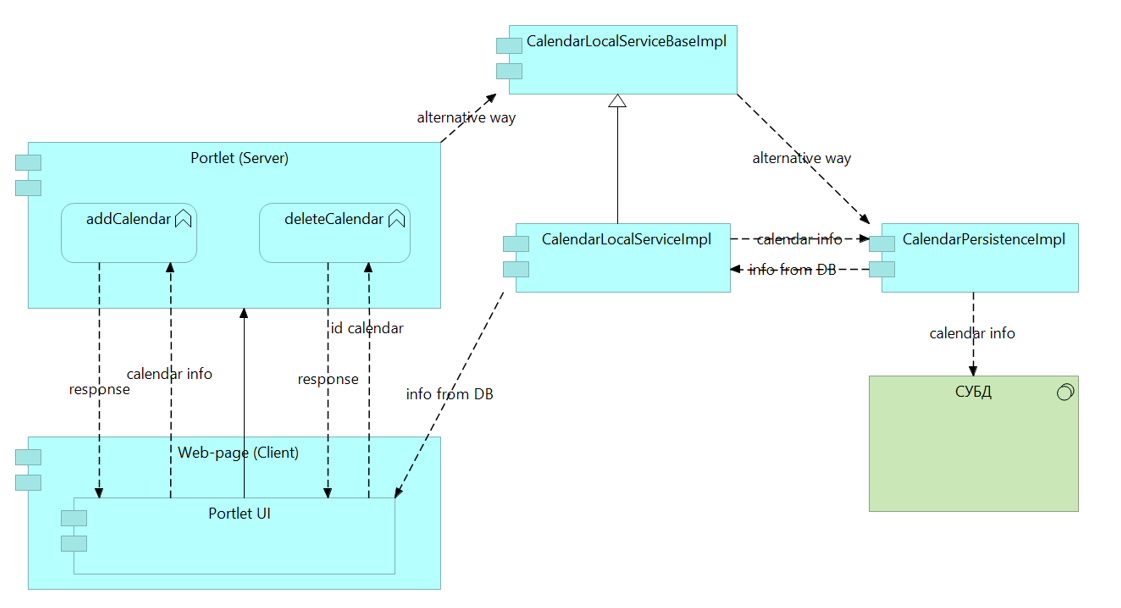 CalendarLocalServiceBaseImpl
alternative way
Portlet (Server)
alternative way
addCalendar
deleteCalendar
CalendarLocalServiceImpl
calendar info
CalendarPersistenceImpl
info from DB
id calendar
calendar info
calendar info
response
response
info from DB
СУБД
Web-page (Client)
Portlet UI